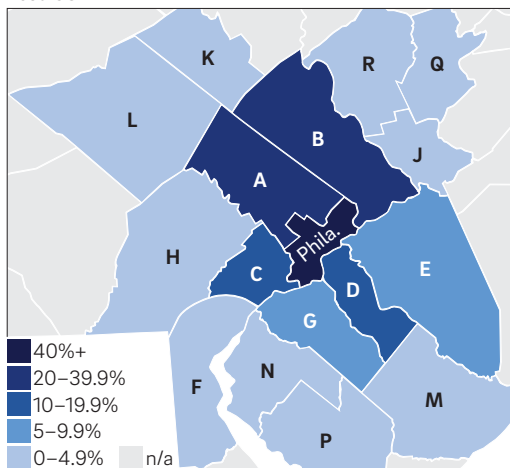 K
R
Q
L
B
J
A
Phila.
H
C
E
D
G
F
N
M
P
40%+
20–39.9%
10–19.9%
5–9.9%
0–4.9%
n/a